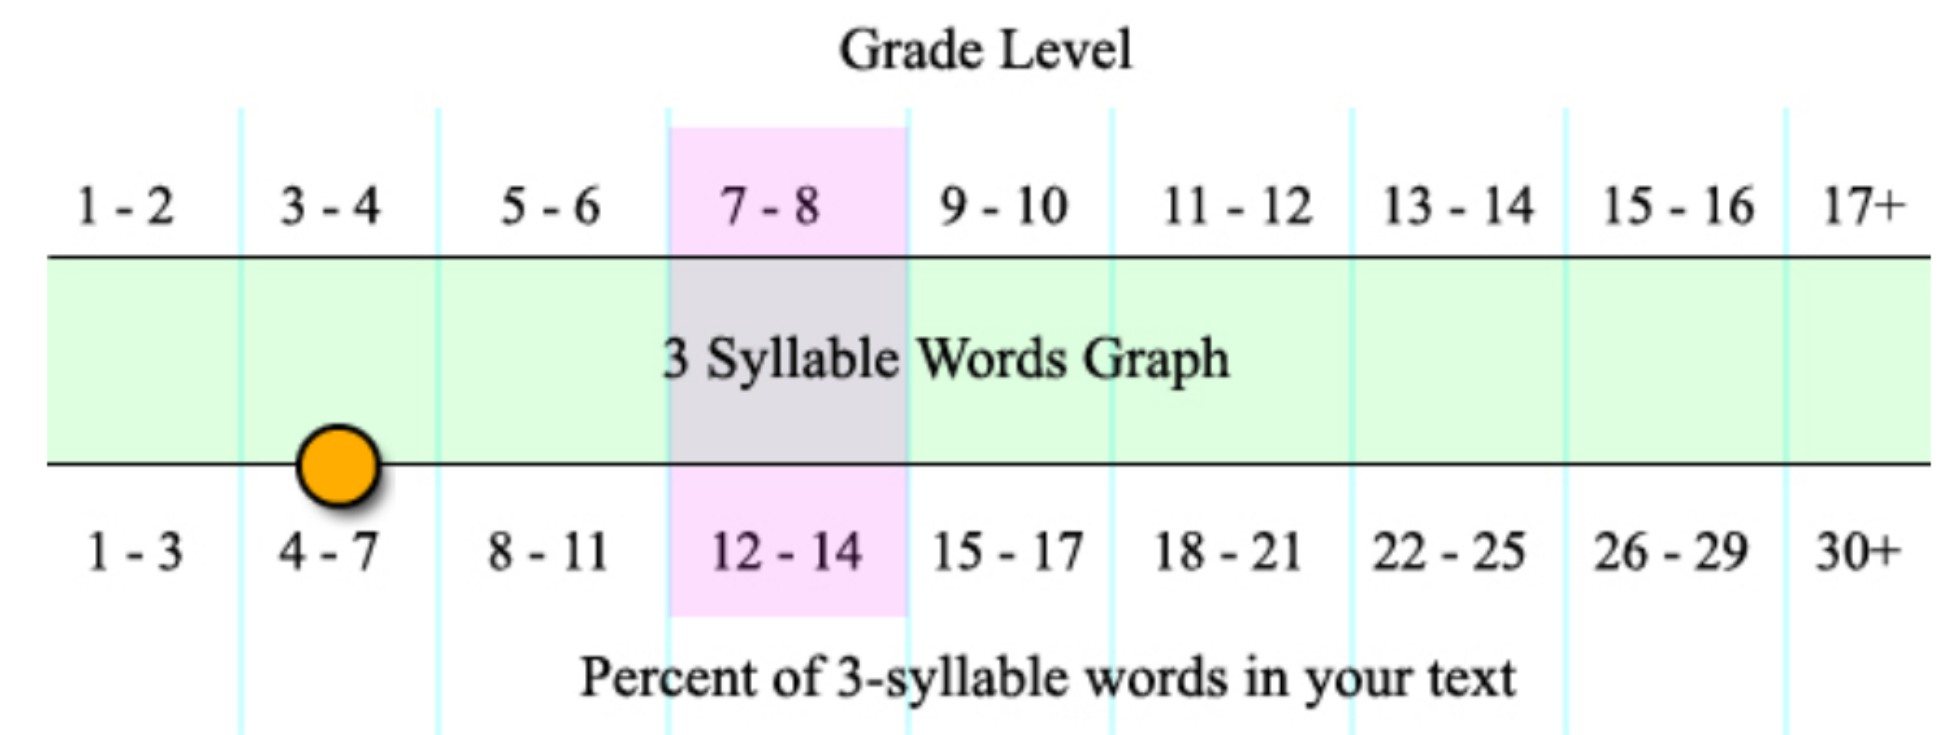 Grade Level
1 - 2 3 - 4 5 - 6 7 - 8 9 - 10 11 - 12 13 - 14 15 - 16 17+
3 Syllable Words Graph
1 - 3 4 - 7 8 - 11 12 - 14 15 - 17 18 - 21 22 - 25 26 - 29 30+
Percent of 3-syllable words in your text